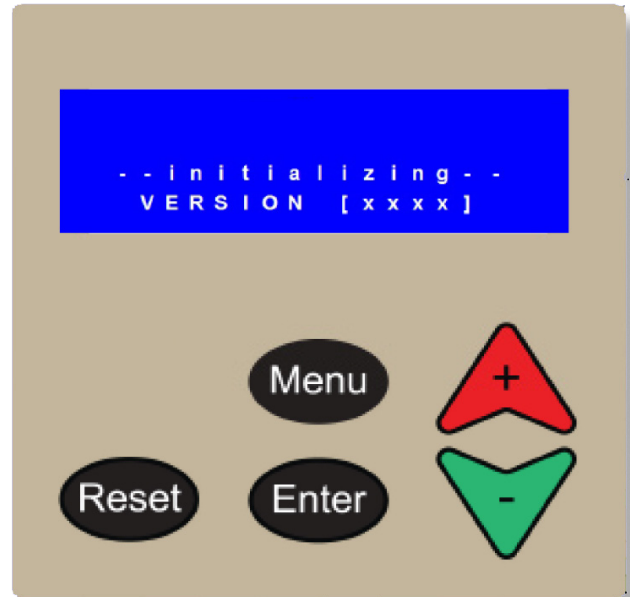 --initializing--
VERSION [xxxx]
Menu
+
Reset
Enter
-